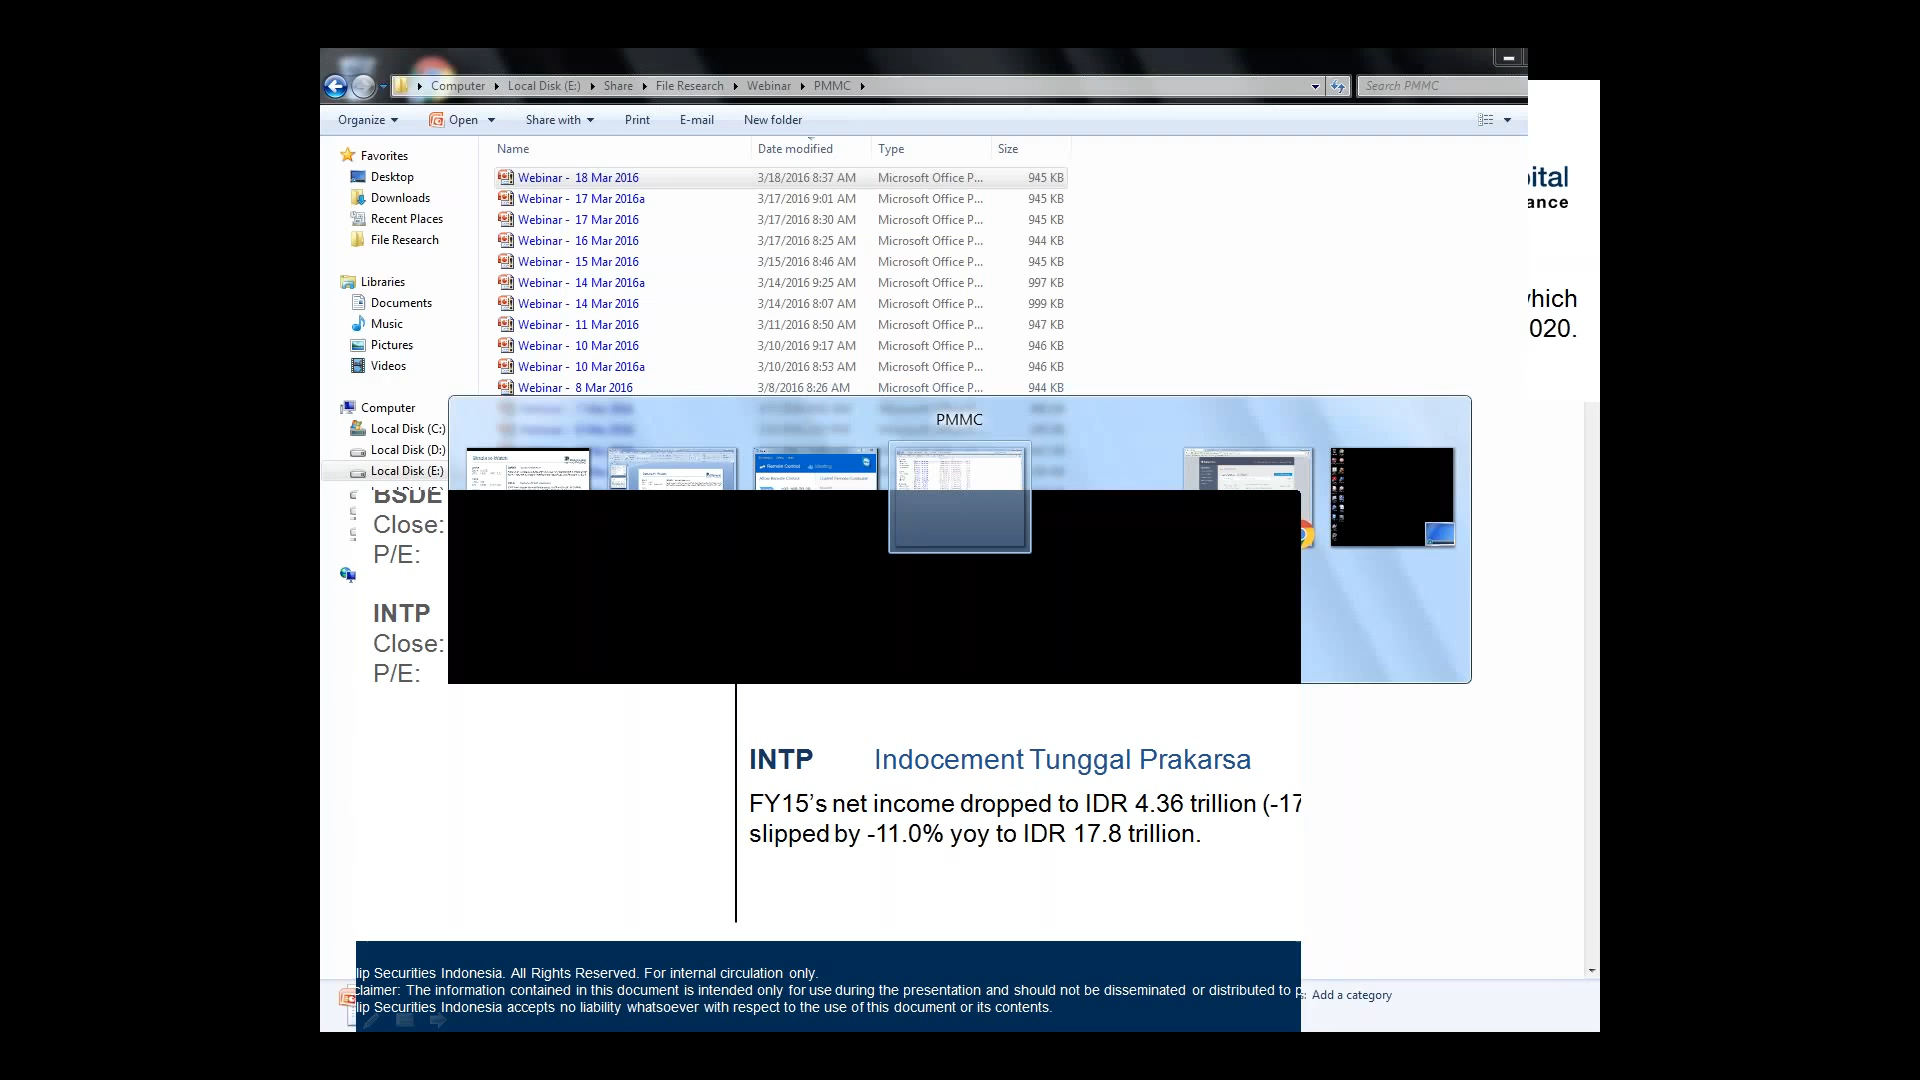 Computer Local Disk (E:) Share File Research Webinar PMMC
Search PMMC
Organize Open Share with Print E-mail New folder
Name Date modified Type Size
Favorites
Desktop
Downloads
Recent Places
File Research
Libraries
Documents
Music
Pictures
Videos
Computer
Local Disk (C:)
Local Disk (D:)
Local Disk (E:)
Webinar - 18 Mar 2016 3/18/2016 8:37 AM Microsoft Office P... 945 KB
Webinar - 17 Mar 2016a 3/17/2016 9:01 AM Microsoft Office P... 945 KB
Webinar - 17 Mar 2016 3/17/2016 8:30 AM Microsoft Office P... 945 KB
Webinar - 16 Mar 2016 3/17/2016 8:25 AM Microsoft Office P... 944 KB
Webinar - 15 Mar 2016 3/15/2016 8:46 AM Microsoft Office P... 945 KB
Webinar - 14 Mar 2016a 3/14/2016 9:25 AM Microsoft Office P... 997 KB
Webinar - 14 Mar 2016 3/14/2016 8:07 AM Microsoft Office P... 999 KB
Webinar - 11 Mar 2016 3/11/2016 8:50 AM Microsoft Office P... 947 KB
Webinar - 10 Mar 2016 3/10/2016 9:17 AM Microsoft Office P... 946 KB
Webinar - 10 Mar 2016a 3/10/2016 8:53 AM Microsoft Office P... 946 KB
Webinar - 8 Mar 2016 3/8/2016 8:26 AM Microsoft Office P... 944 KB
ital
ance
hich
020.
PMMC
BSDE
Close:
P/E:
INTP
Close:
P/E:
INTP Indocement Tunggal Prakarsa
FY15’s net income dropped to IDR 4.36 trillion (-17
slipped by -11.0% yoy to IDR 17.8 trillion.
lip Securities Indonesia. All Rights Reserved. For internal circulation only.
claimer: The information contained in this document is intended only for use during the presentation and should not be disseminated or distributed to p
lip Securities Indonesia accepts no liability whatsoever with respect to the use of this document or its contents.
Add a category